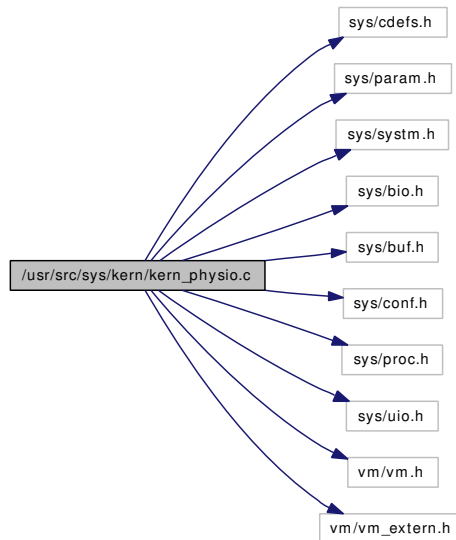 sys/cdefs.h
sys/param.h
sys/systm.h
sys/bio.h
sys/buf.h
/usr/src/sys/kern/kern_physio.c
sys/conf.h
sys/proc.h
sys/uio.h
vm/vm.h
vm/vm_extern.h